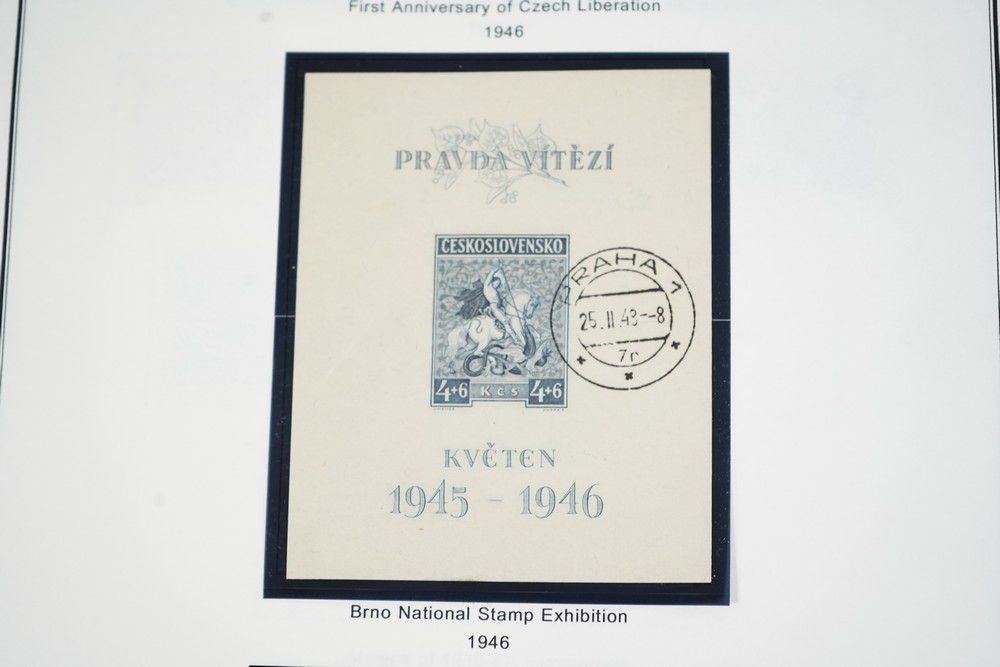 First Anniversary of Czech Liberation
1946
PRAVDA VÍTĚZÍ
ČESKOSLOVENSKO
PRAHA 1
25.II.48--8
7r
4+6 KČS 4+6
KVĚTEN
1945 - 1946
Brno National Stamp Exhibition
1946